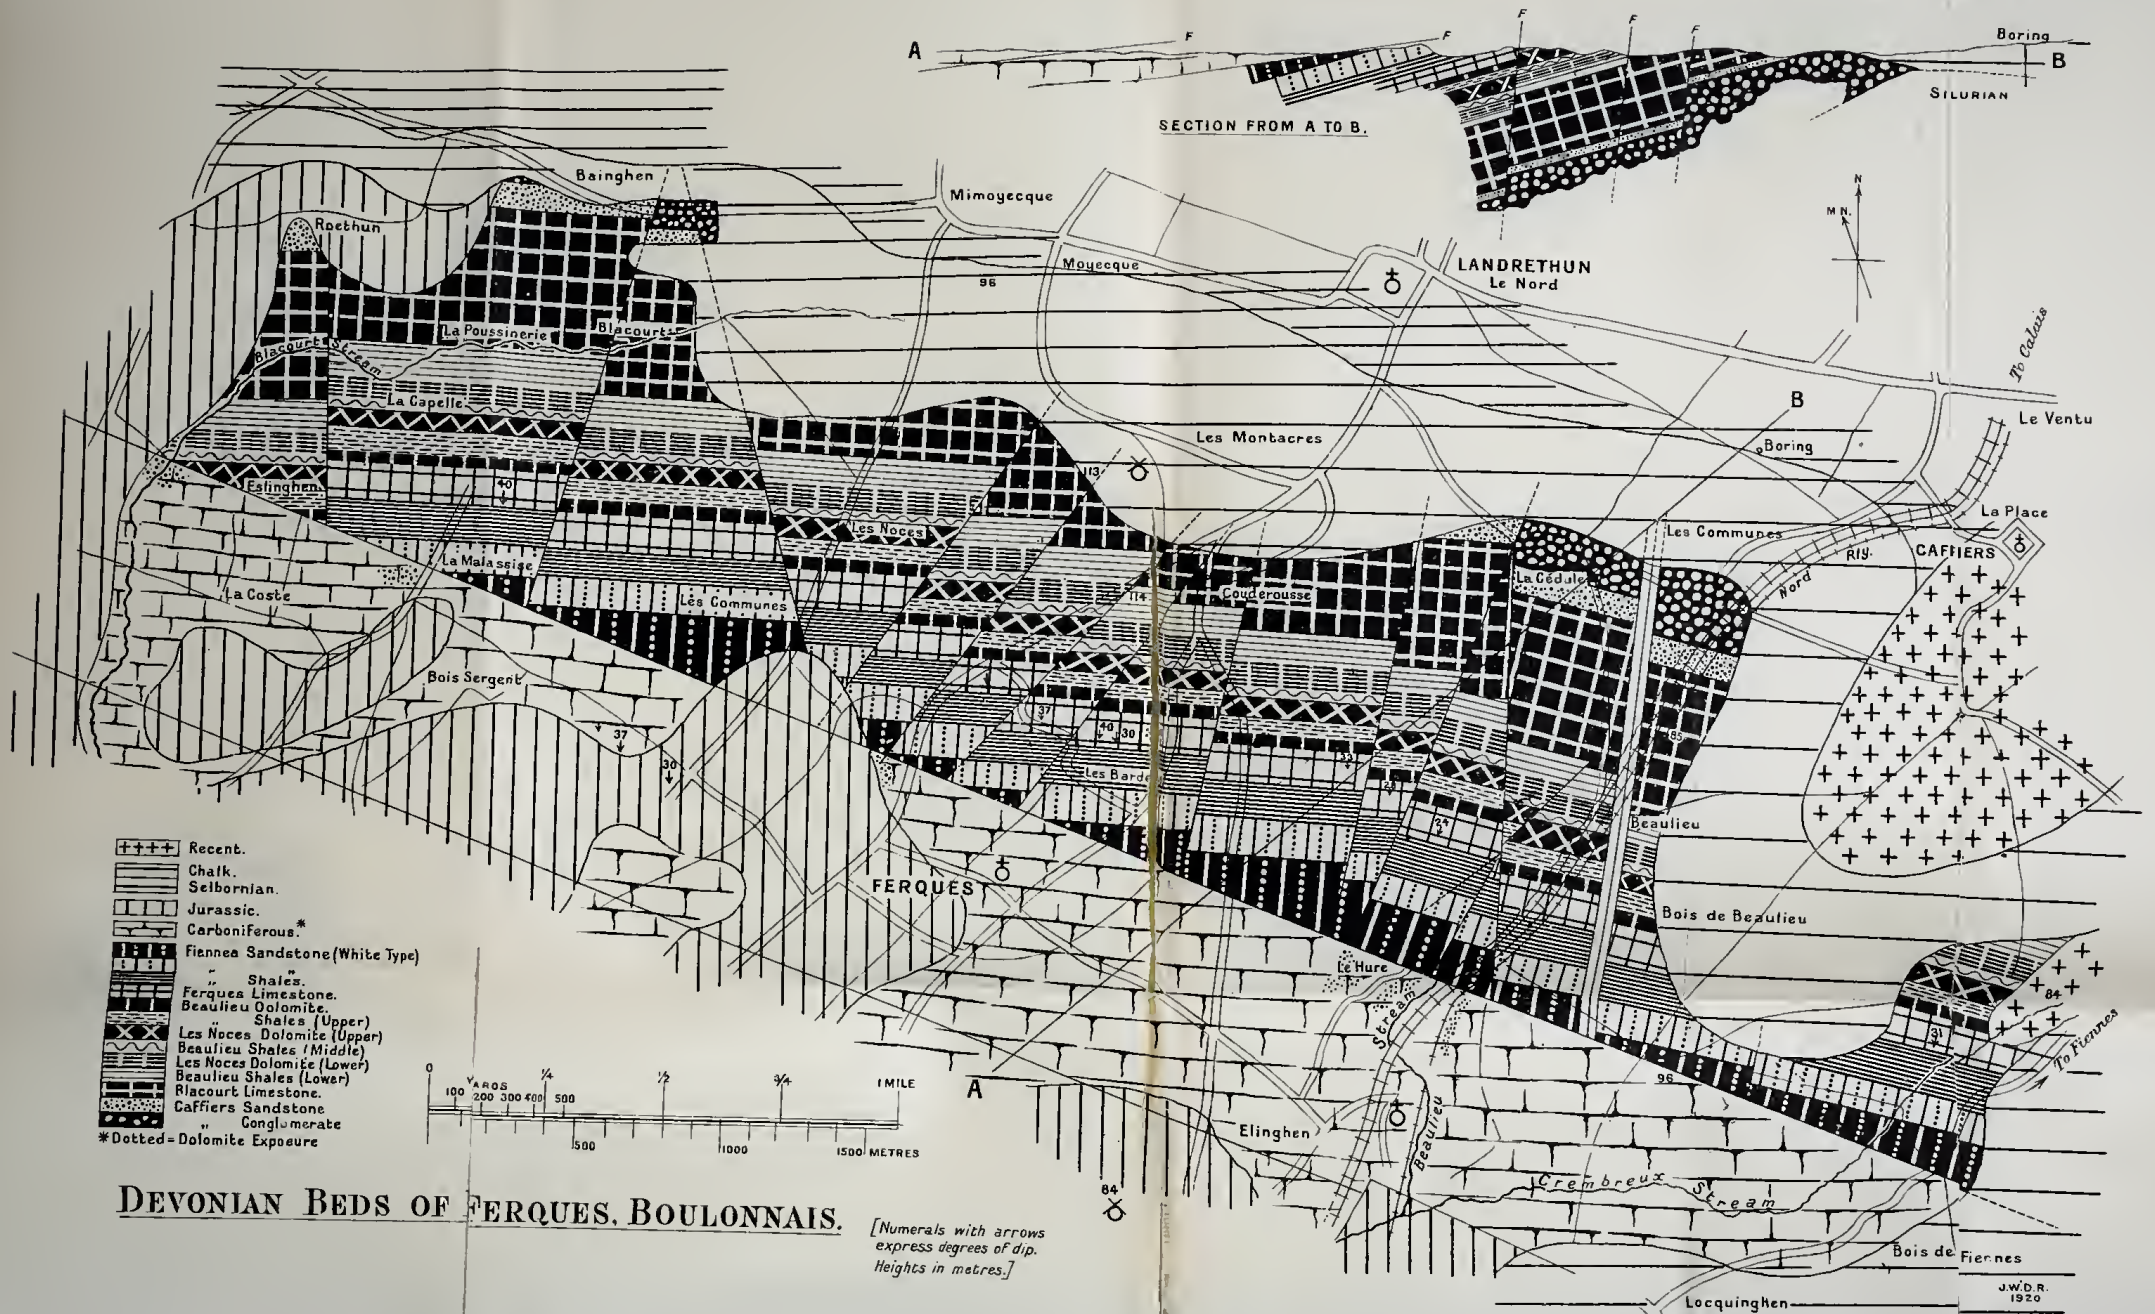 A
F
F
F
F
F
Boring
B
SILURIAN
SECTION FROM A TO B.
N
M N.
Bainghen
Mimoyecque
Roethun
Moyecque
96
LANDRETHUN
Le Nord
To Calais
La Poussinerie
Blacourt
Blacourt Stream
La Capelle
B
Le Ventu
Les Montacres
Boring
113
Estinghen
40
La Place
Les Noces
Les Communes
Rly.
CAFFIERS
La Malassise
La Cédule
Nord
La Coste
Les Communes
114
Couderousse
Bois Sergent
37
37
40
30
85
30
Les Barde
33
24
Beaulieu
Recent.
Chalk.
Selbornian.
Jurassic.
Carboniferous.*
Fiennea Sandstone (White Type)
„ „
„ Shales.
Ferques Limestone.
Beaulieu Dolomite.
„ Shales (Upper)
Les Noces Dolomite (Upper)
Beaulieu Shales (Middle)
Les Noces Dolomite (Lower)
Beaulieu Shales (Lower)
Blacourt Limestone.
Caffiers Sandstone
„ Conglomerate
*Dotted = Dolomite Exposure
FERQUES
Bois de Beaulieu
Le Hure
84
31
To Fiennes
Stream
Beaulieu
96
0 1/4 1/2 3/4 1 MILE
YARDS
100 200 300 400 500
500 1000 1500 METRES
A
Elinghen
84
Crembreux Stream
DEVONIAN BEDS OF FERQUES, BOULONNAIS.
[Numerals with arrows
express degrees of dip.
Heights in metres.]
Bois de Fiennes
J.W.D.R.
1920
Locquinghen